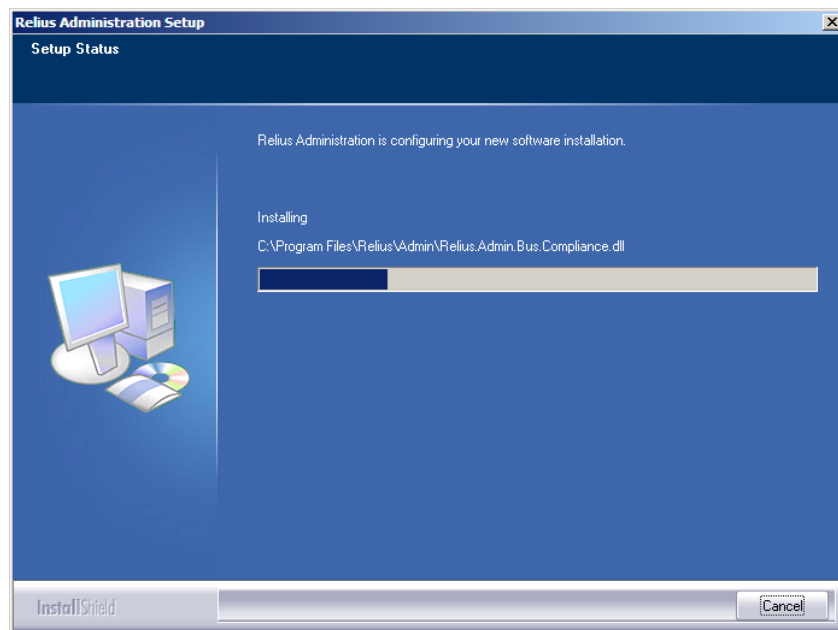 Relius Administration Setup
Setup Status
Relius Administration is configuring your new software installation.
Installing
C:\Program Files\Relius\Admin\Relius.Admin.Bus.Compliance.dll
InstallShield
Cancel